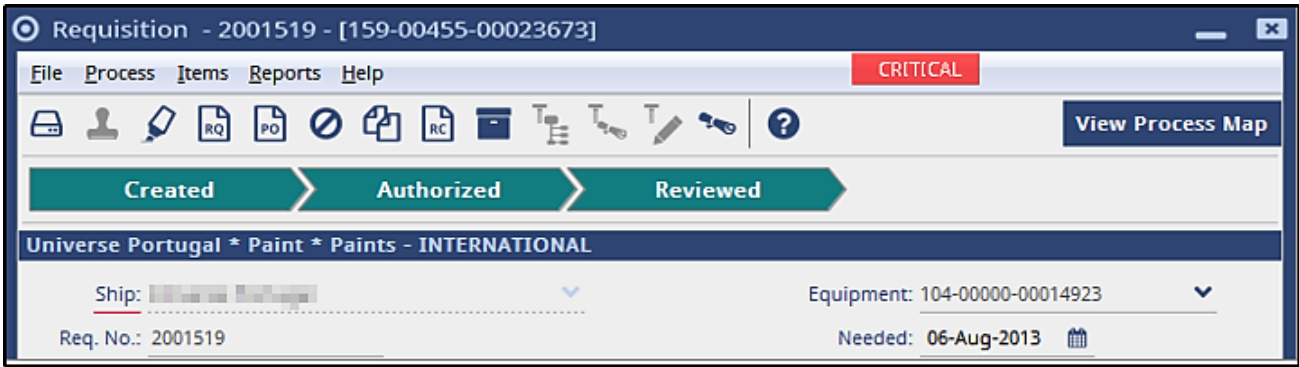 Requisition - 2001519 - [159-00455-00023673]
File Process Items Reports Help CRITICAL
RQ PO RC T T T ? View Process Map
Created Authorized Reviewed
Universe Portugal * Paint * Paints - INTERNATIONAL
Ship: Equipment: 104-00000-00014923
Req. No.: 2001519 Needed: 06-Aug-2013